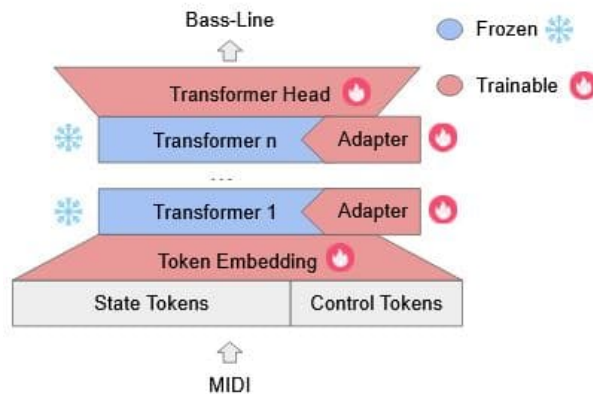 Bass-Line
Frozen
Trainable
Transformer Head
Transformer n
Adapter
...
Transformer 1
Adapter
Token Embedding
State Tokens
Control Tokens
MIDI